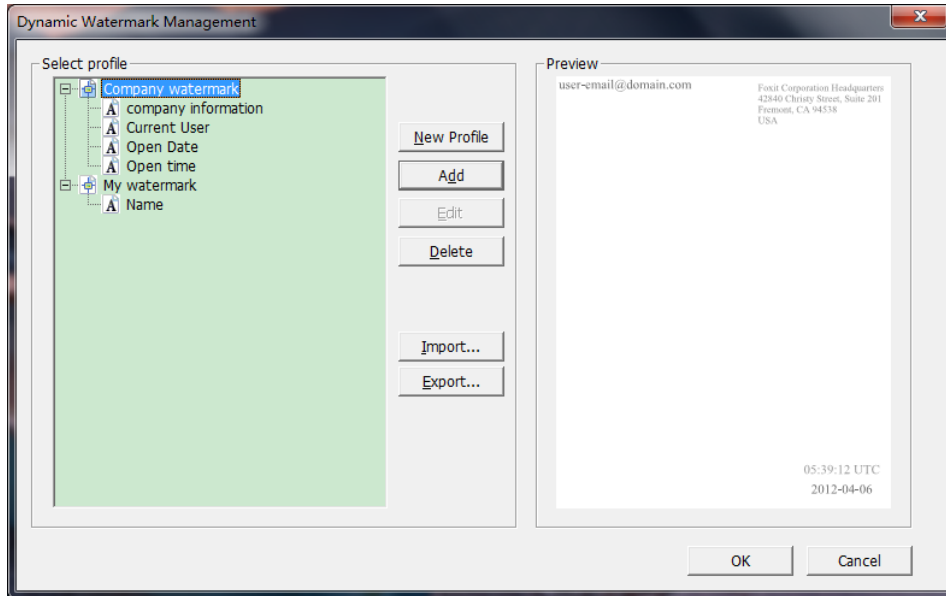 Dynamic Watermark Management
Select profile
Company watermark
company information
Current User
Open Date
Open time
My watermark
Name
New Profile
Add
Edit
Delete
Import...
Export...
Preview
user-email@domain.com
Foxit Corporation Headquarters
42840 Christy Street, Suite 201
Fremont, CA 94538
USA
05:39:12 UTC
2012-04-06
OK
Cancel